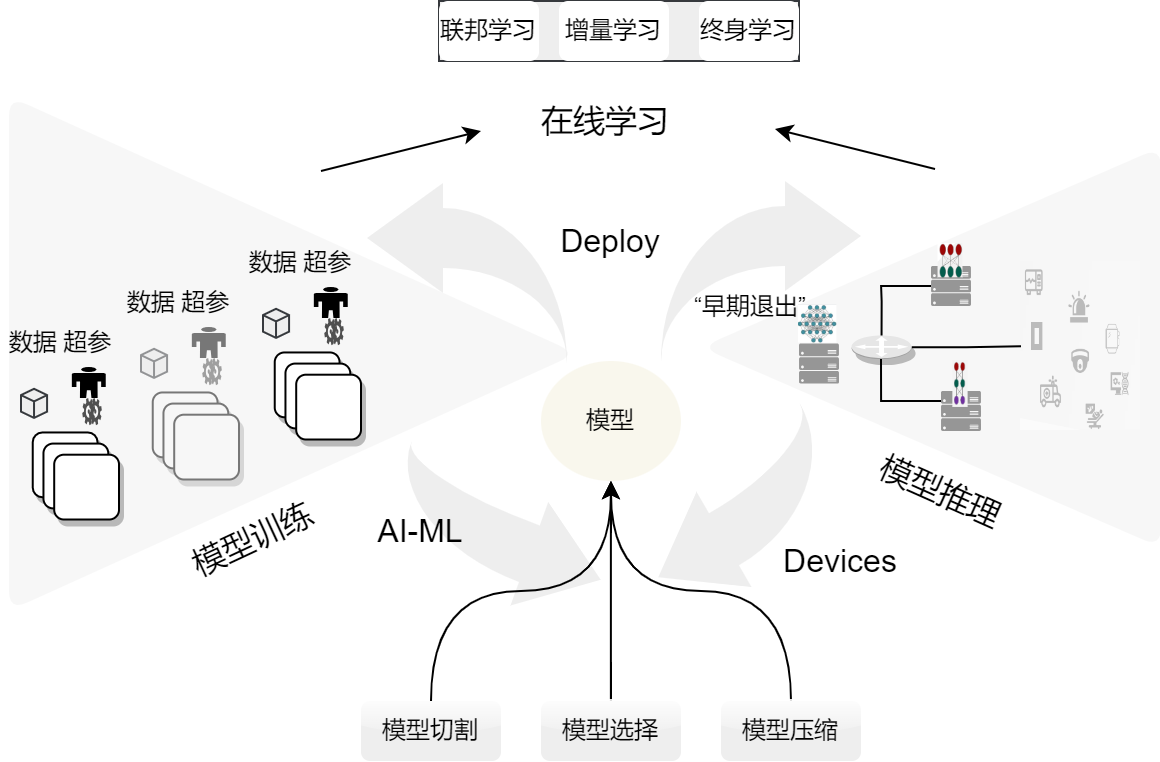 联邦学习
增量学习
终身学习
在线学习
Deploy
数据 超参
数据 超参
数据 超参
“早期退出”
模型
模型训练
AI-ML
模型推理
Devices
模型切割
模型选择
模型压缩